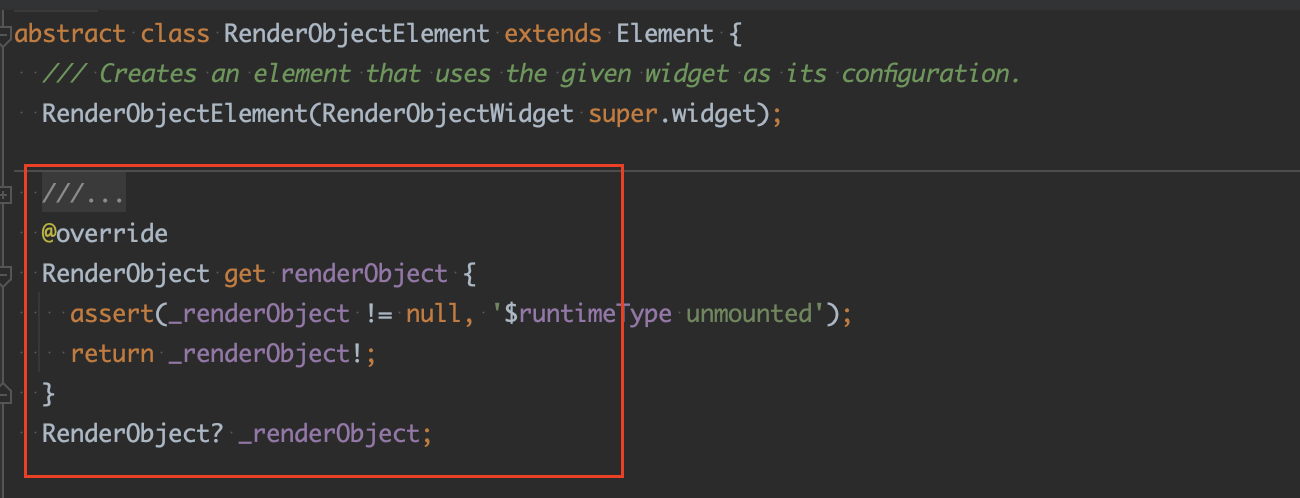 abstract class RenderObjectElement extends Element {
  /// Creates an element that uses the given widget as its configuration.
  RenderObjectElement(RenderObjectWidget super.widget);
  ///...
  @override
  RenderObject get renderObject {
    assert(_renderObject != null, '$runtimeType unmounted');
    return _renderObject!;
  }
  RenderObject? _renderObject;